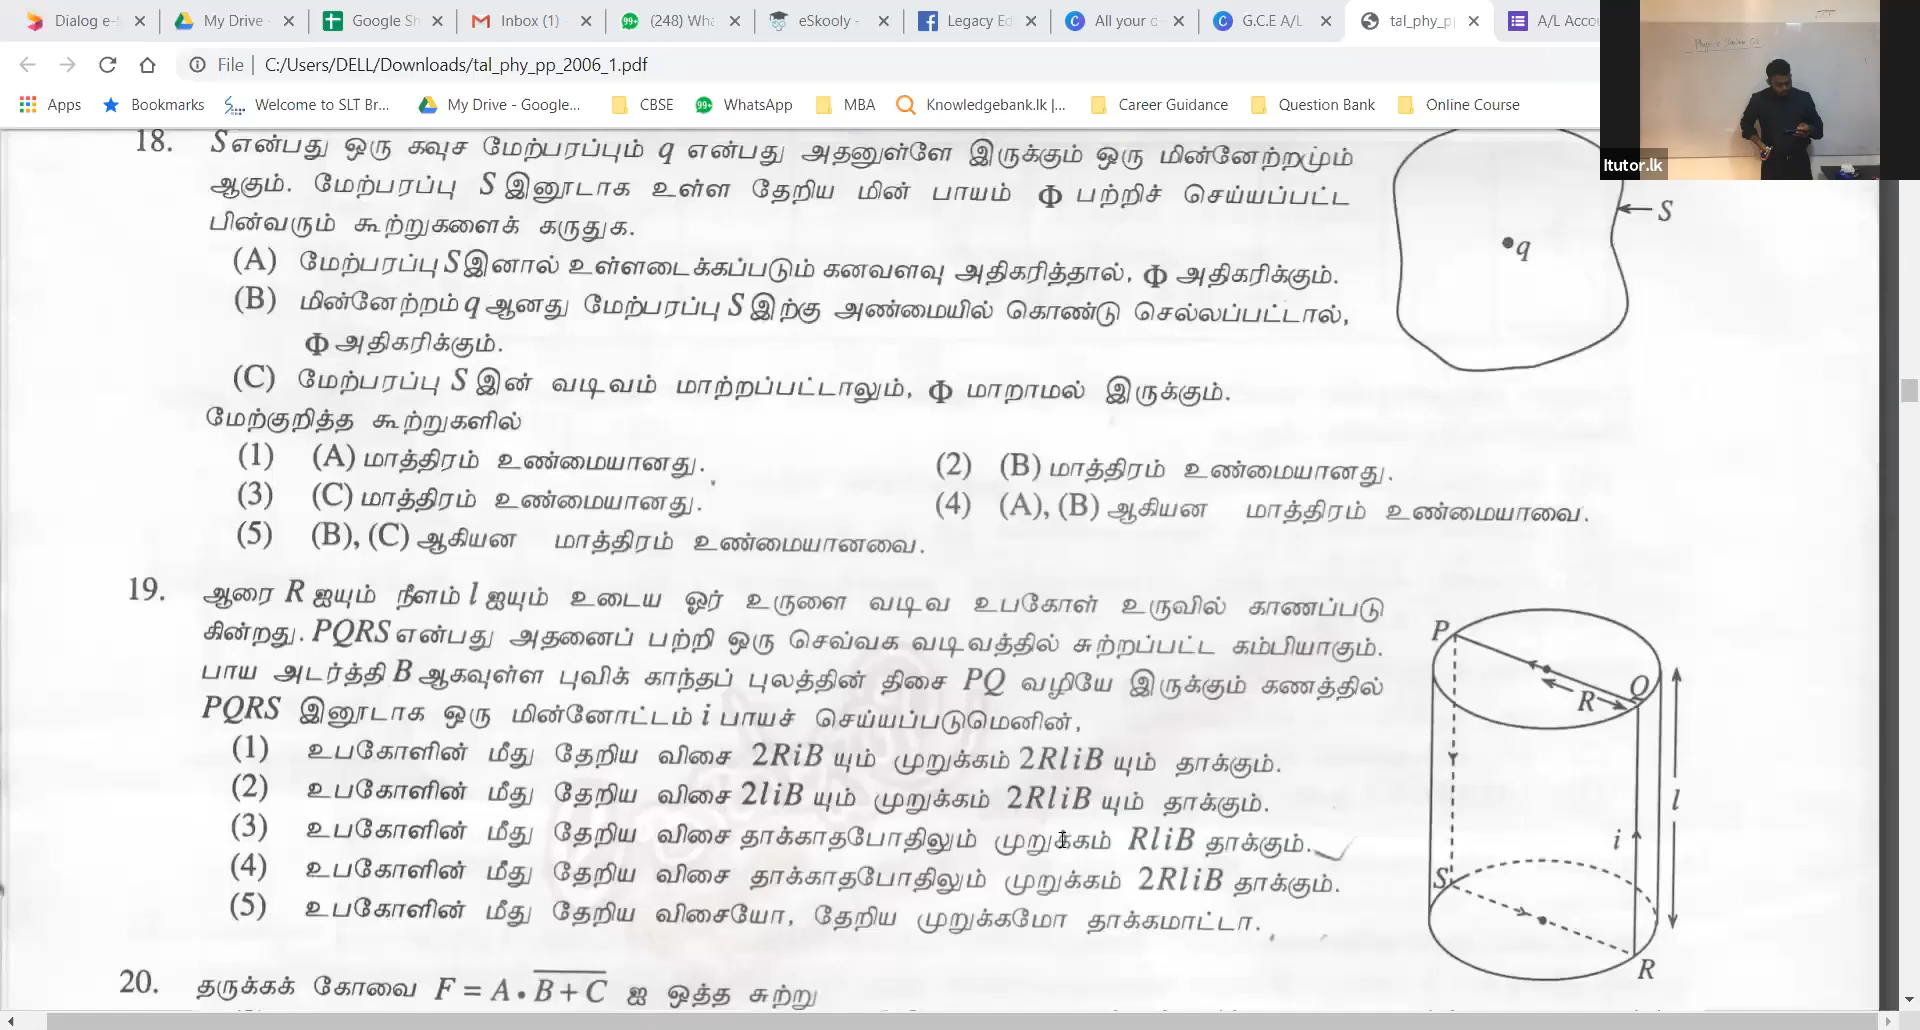 Dialog e-
My Drive
Google Sh
Inbox (1)
(248) Wha
eSkooly -
Legacy Ed
All your d
G.C.E A/L
tal_phy_p
A/L Acco
File | C:/Users/DELL/Downloads/tal_phy_pp_2006_1.pdf
Apps
Bookmarks
Welcome to SLT Br...
My Drive - Google...
CBSE
WhatsApp
MBA
Knowledgebank.lk |...
Career Guidance
Question Bank
Online Course
ltutor.lk
18. S என்பது ஒரு கவுச மேற்பரப்பும் q என்பது அதனுள்ளே இருக்கும் ஒரு மின்னேற்றமும்
ஆகும். மேற்பரப்பு S இனூடாக உள்ள தேறிய மின் பாயம் Φ பற்றிச் செய்யப்பட்ட
பின்வரும் கூற்றுகளைக் கருதுக.
(A) மேற்பரப்பு S இனால் உள்ளடைக்கப்படும் கனவளவு அதிகரித்தால், Φ அதிகரிக்கும்.
(B) மின்னேற்றம் q ஆனது மேற்பரப்பு S இற்கு அண்மையில் கொண்டு செல்லப்பட்டால்,
Φ அதிகரிக்கும்.
(C) மேற்பரப்பு S இன் வடிவம் மாற்றப்பட்டாலும், Φ மாறாமல் இருக்கும்.
மேற்குறித்த கூற்றுகளில்
(1) (A) மாத்திரம் உண்மையானது.
(2) (B) மாத்திரம் உண்மையானது.
(3) (C) மாத்திரம் உண்மையானது.
(4) (A), (B) ஆகியன மாத்திரம் உண்மையாவை.
(5) (B), (C) ஆகியன மாத்திரம் உண்மையானவை.
S
q
19. ஆரை R ஐயும் நீளம் l ஐயும் உடைய ஓர் உருளை வடிவ உபகோள் உருவில் காணப்படு
கின்றது. PQRS என்பது அதனைப் பற்றி ஒரு செவ்வக வடிவத்தில் சுற்றப்பட்ட கம்பியாகும்.
பாய அடர்த்தி B ஆகவுள்ள புவிக் காந்தப் புலத்தின் திசை PQ வழியே இருக்கும் கணத்தில்
PQRS இனூடாக ஒரு மின்னோட்டம் i பாயச் செய்யப்படுமெனின்,
(1) உபகோளின் மீது தேறிய விசை 2RiB யும் முறுக்கம் 2RliB யும் தாக்கும்.
(2) உபகோளின் மீது தேறிய விசை 2liB யும் முறுக்கம் 2RliB யும் தாக்கும்.
(3) உபகோளின் மீது தேறிய விசை தாக்காதபோதிலும் முறுக்கம் RliB தாக்கும்.
(4) உபகோளின் மீது தேறிய விசை தாக்காதபோதிலும் முறுக்கம் 2RliB தாக்கும்.
(5) உபகோளின் மீது தேறிய விசையோ, தேறிய முறுக்கமோ தாக்கமாட்டா.
P
Q
R
l
i
S
R
20. தருக்கக் கோவை F = A • \overline{B + C} ஐ ஒத்த சுற்று